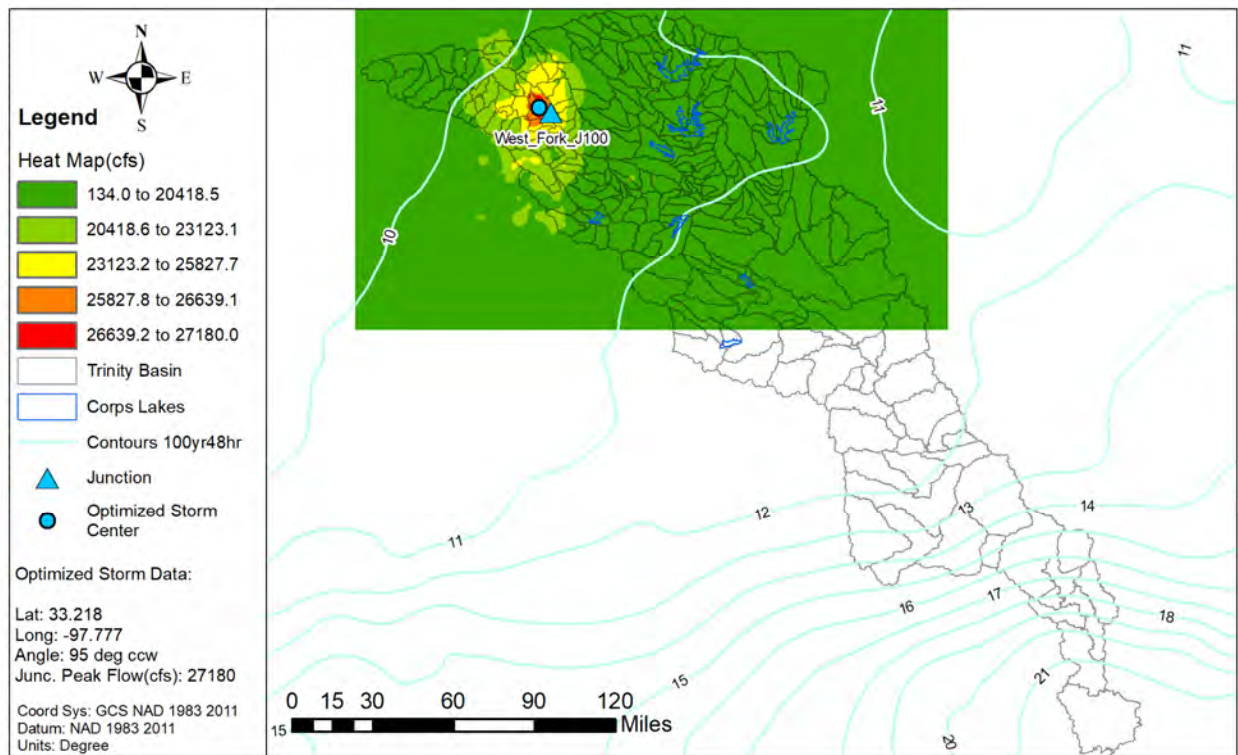 N
W E
S
Legend
Heat Map(cfs)
134.0 to 20418.5
20418.6 to 23123.1
23123.2 to 25827.7
25827.8 to 26639.1
26639.2 to 27180.0
Trinity Basin
Corps Lakes
Contours 100yr48hr
Junction
Optimized Storm
Center
Optimized Storm Data:
Lat: 33.218
Long: -97.777
Angle: 95 deg ccw
Junc. Peak Flow(cfs): 27180
Coord Sys: GCS NAD 1983 2011
Datum: NAD 1983 2011
Units: Degree
11
11
West_Fork_J100
10
12
13
14
11
16
17
18
15
21
20
15
0 15 30 60 90 120
Miles